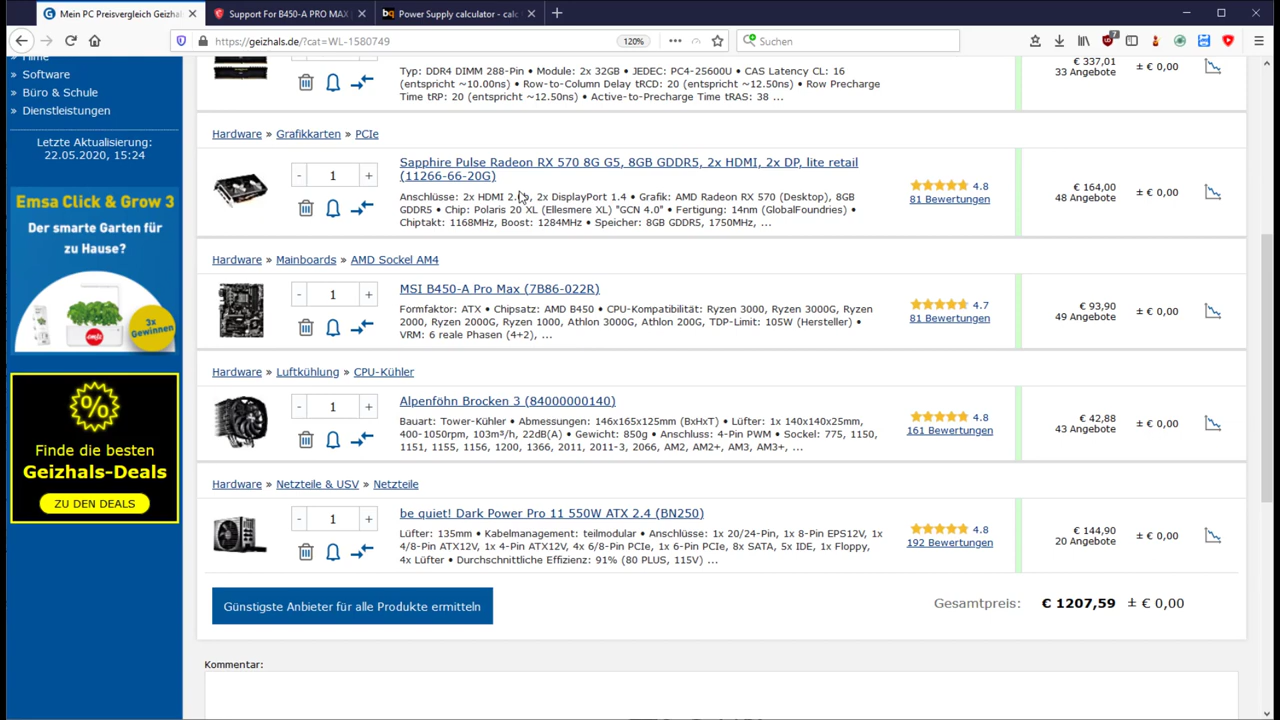 Mein PC Preisvergleich Geizhals
Support For B450-A PRO MAX
Power Supply calculator - calc
https://geizhals.de/?cat=WL-1580749
120%
Suchen
» Software
» Büro & Schule
» Dienstleistungen
Letzte Aktualisierung:
22.05.2020, 15:24
Emsa Click & Grow 3
Der smarte Garten für
zu Hause?
3x
Gewinnen
emsa
%
Finde die besten
Geizhals-Deals
ZU DEN DEALS
€ 337,01
33 Angebote
± € 0,00
Typ: DDR4 DIMM 288-Pin • Module: 2x 32GB • JEDEC: PC4-25600U • CAS Latency CL: 16
(entspricht ~10.00ns) • Row-to-Column Delay tRCD: 20 (entspricht ~12.50ns) • Row Precharge
Time tRP: 20 (entspricht ~12.50ns) • Active-to-Precharge Time tRAS: 38 ...
Hardware » Grafikkarten » PCIe
- 1 +
Sapphire Pulse Radeon RX 570 8G G5, 8GB GDDR5, 2x HDMI, 2x DP, lite retail
(11266-66-20G)
Anschlüsse: 2x HDMI 2. , 2x DisplayPort 1.4 • Grafik: AMD Radeon RX 570 (Desktop), 8GB
GDDR5 • Chip: Polaris 20 XL (Ellesmere XL) "GCN 4.0" • Fertigung: 14nm (GlobalFoundries) •
Chiptakt: 1168MHz, Boost: 1284MHz • Speicher: 8GB GDDR5, 1750MHz, ...
4.8
81 Bewertungen
€ 164,00
48 Angebote
± € 0,00
Hardware » Mainboards » AMD Sockel AM4
- 1 +
MSI B450-A Pro Max (7B86-022R)
Formfaktor: ATX • Chipsatz: AMD B450 • CPU-Kompatibilität: Ryzen 3000, Ryzen 3000G, Ryzen
2000, Ryzen 2000G, Ryzen 1000, Athlon 3000G, Athlon 200G, TDP-Limit: 105W (Hersteller) •
VRM: 6 reale Phasen (4+2), ...
4.7
81 Bewertungen
€ 93,90
49 Angebote
± € 0,00
Hardware » Luftkühlung » CPU-Kühler
- 1 +
Alpenföhn Brocken 3 (84000000140)
Bauart: Tower-Kühler • Abmessungen: 146x165x125mm (BxHxT) • Lüfter: 1x 140x140x25mm,
400-1050rpm, 103m³/h, 22dB(A) • Gewicht: 850g • Anschluss: 4-Pin PWM • Sockel: 775, 1150,
1151, 1155, 1156, 1200, 1366, 2011, 2011-3, 2066, AM2, AM2+, AM3, AM3+, ...
4.8
161 Bewertungen
€ 42,88
43 Angebote
± € 0,00
Hardware » Netzteile & USV » Netzteile
- 1 +
be quiet! Dark Power Pro 11 550W ATX 2.4 (BN250)
Lüfter: 135mm • Kabelmanagement: teilmodular • Anschlüsse: 1x 20/24-Pin, 1x 8-Pin EPS12V, 1x
4/8-Pin ATX12V, 1x 4-Pin ATX12V, 4x 6/8-Pin PCIe, 1x 6-Pin PCIe, 8x SATA, 5x IDE, 1x Floppy,
4x Lüfter • Durchschnittliche Effizienz: 91% (80 PLUS, 115V) ...
4.8
192 Bewertungen
€ 144,90
20 Angebote
± € 0,00
Günstigste Anbieter für alle Produkte ermitteln
Gesamtpreis: € 1207,59 ± € 0,00
Kommentar: